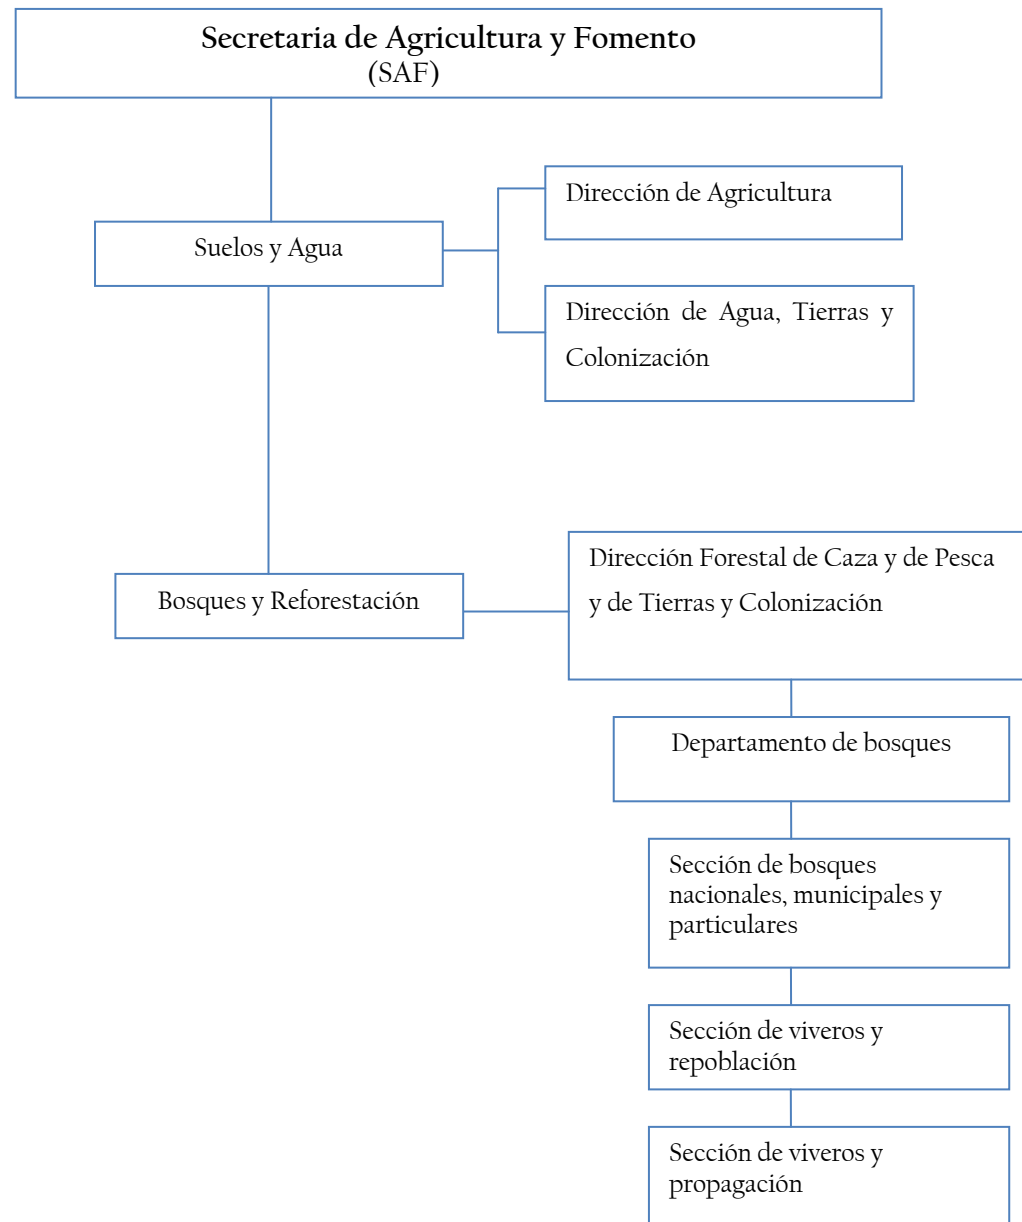 Secretaria de Agricultura y Fomento
(SAF)
Dirección de Agricultura
Suelos y Agua
Dirección de Agua, Tierras y
Colonización
Dirección Forestal de Caza y de Pesca
y de Tierras y Colonización
Bosques y Reforestación
Departamento de bosques
Sección de bosques
nacionales, municipales y
particulares
Sección de viveros y
repoblación
Sección de viveros y
propagación